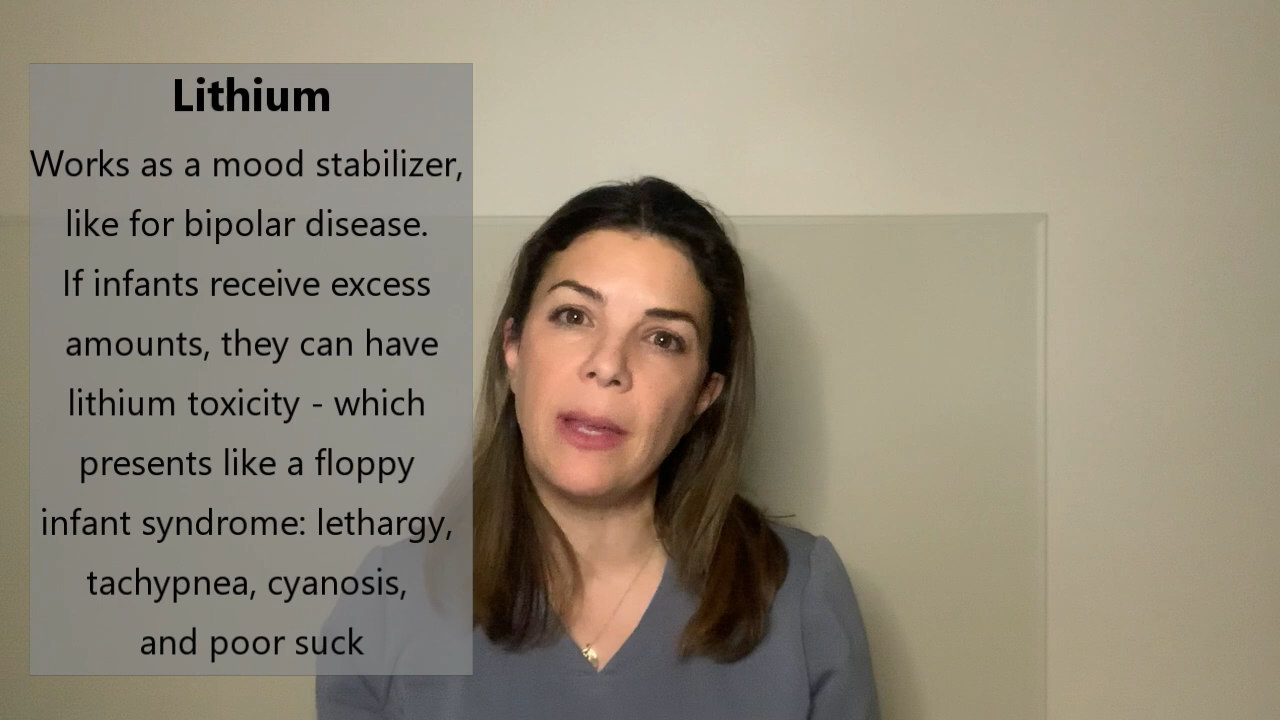 Lithium
Works as a mood stabilizer,
like for bipolar disease.
If infants receive excess
amounts, they can have
lithium toxicity - which
presents like a floppy
infant syndrome: lethargy,
tachypnea, cyanosis,
and poor suck